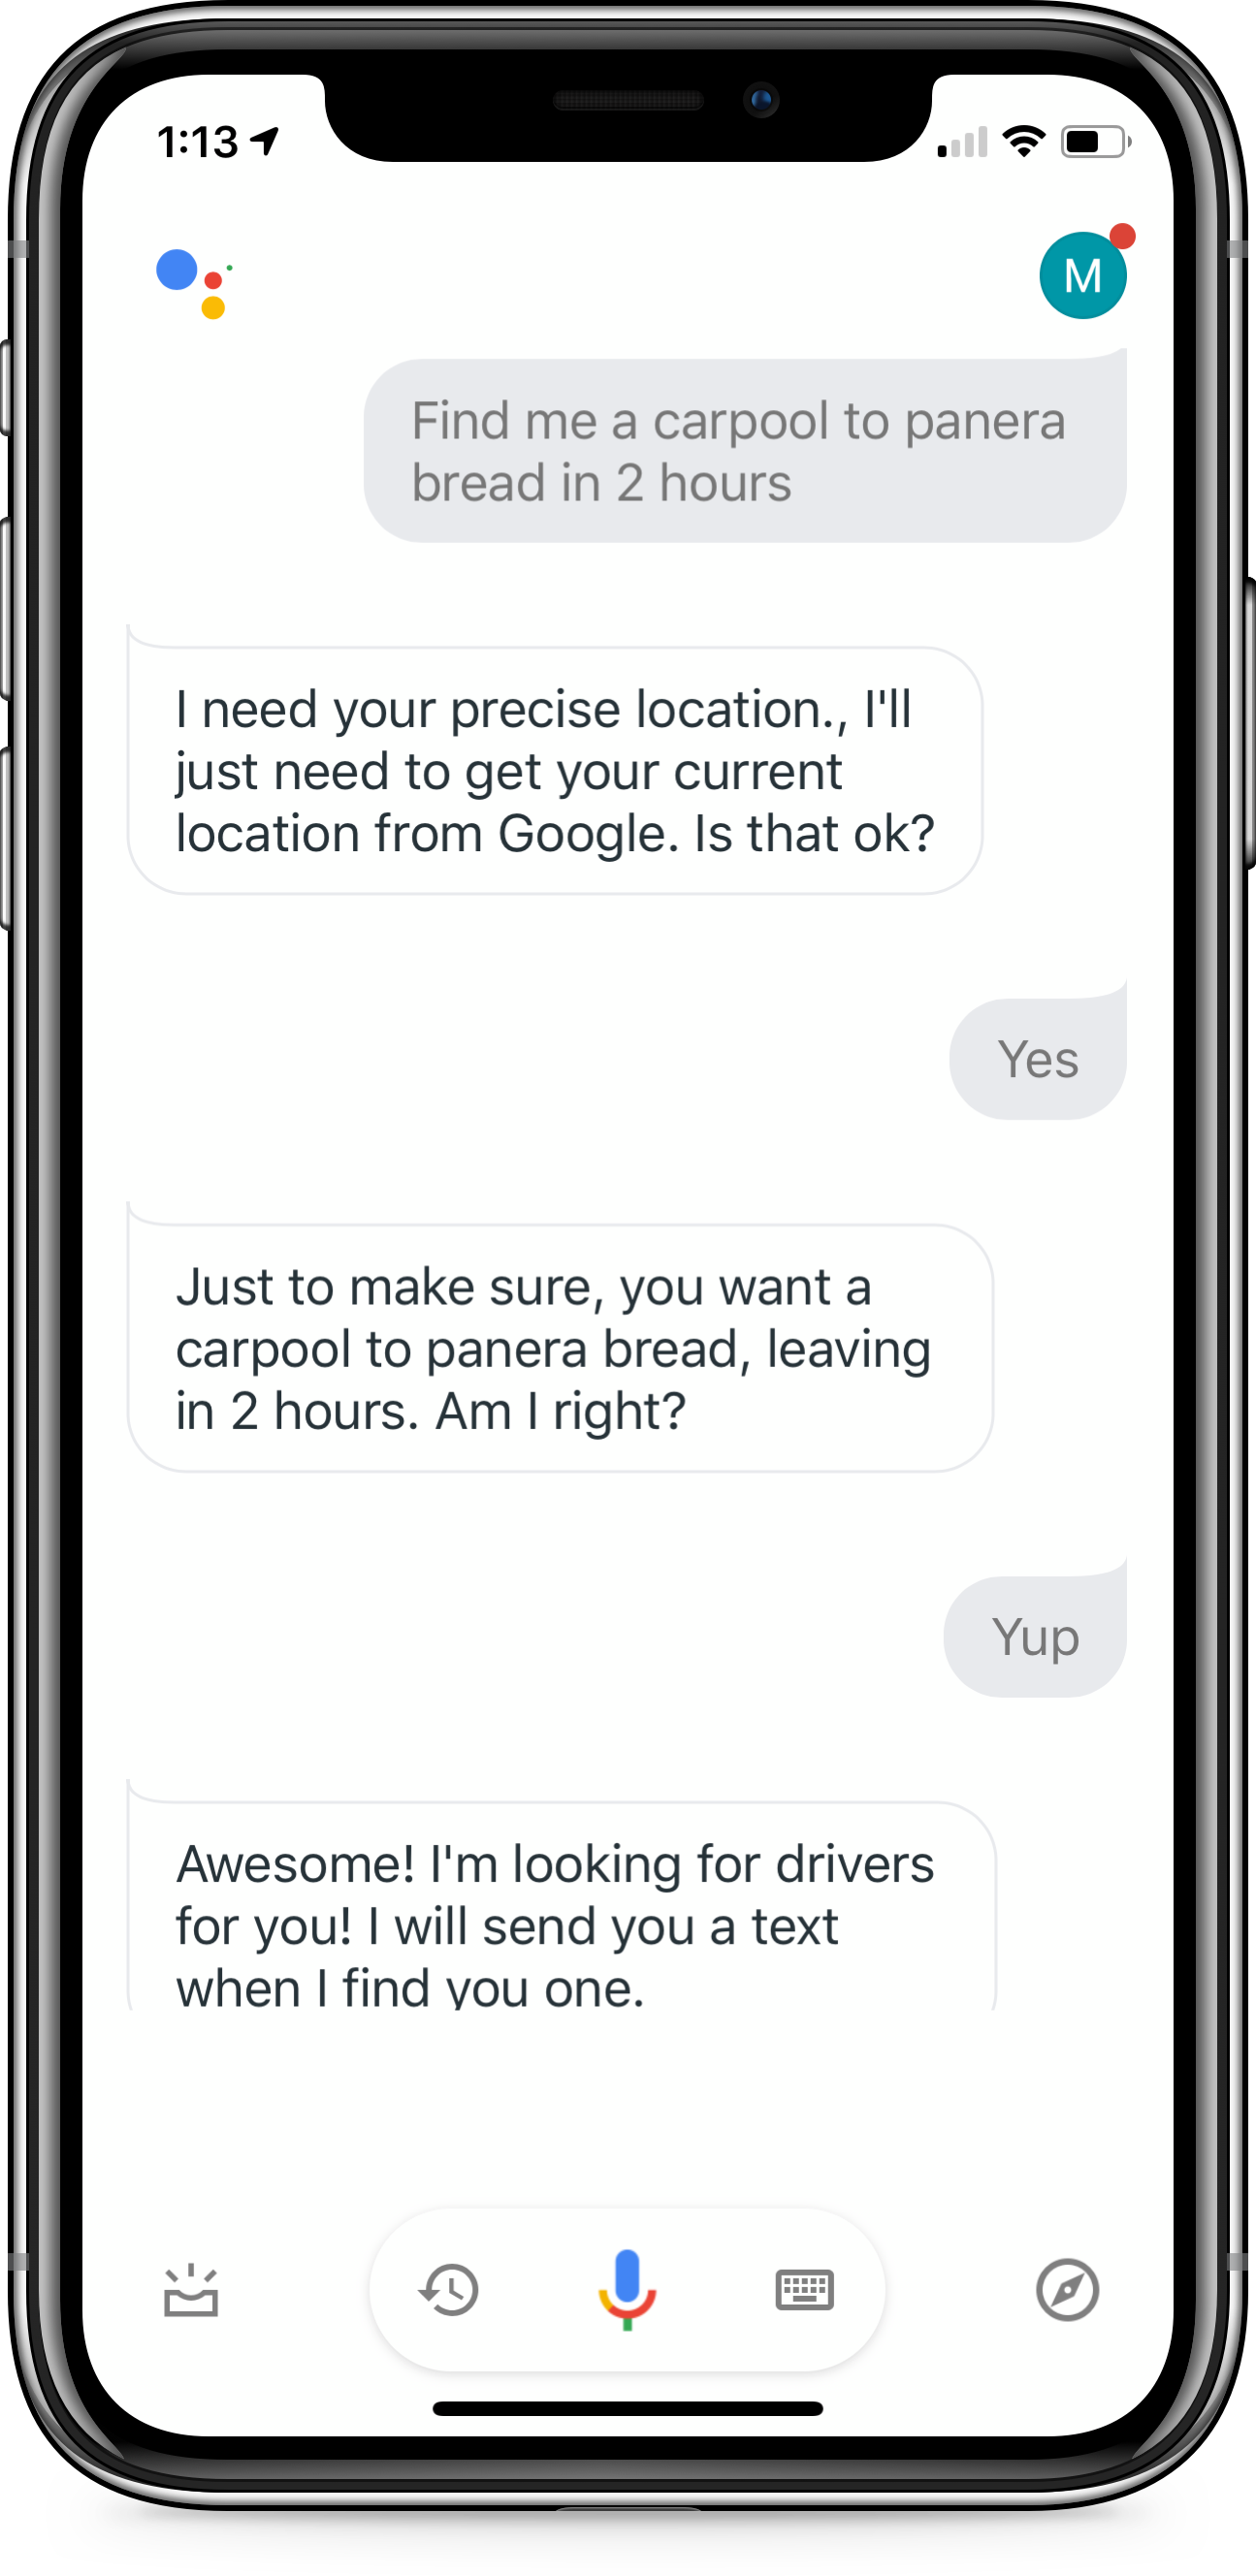 1:13
M
Find me a carpool to panera
bread in 2 hours
I need your precise location., I'll
just need to get your current
location from Google. Is that ok?
Yes
Just to make sure, you want a
carpool to panera bread, leaving
in 2 hours. Am I right?
Yup
Awesome! I'm looking for drivers
for you! I will send you a text
when I find you one.